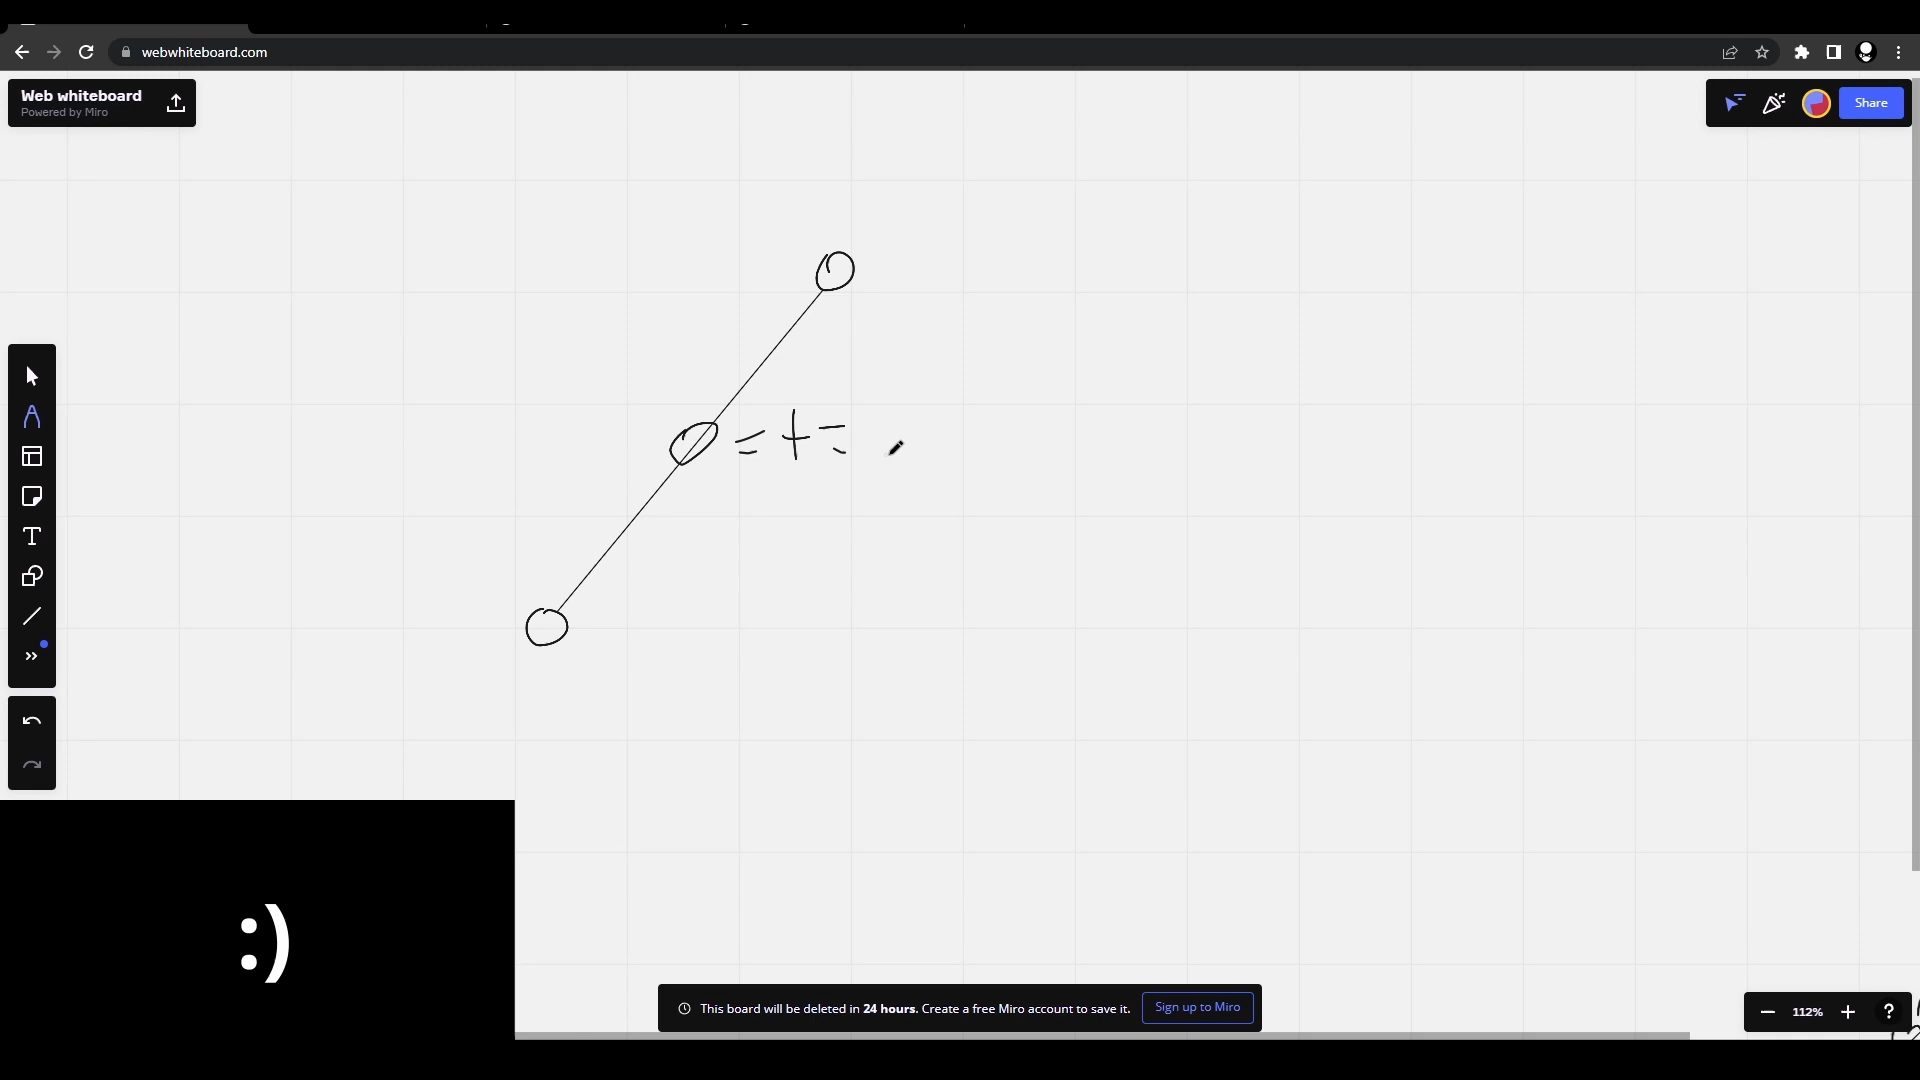 webwhiteboard.com
Web whiteboard
Powered by Miro
Share
= t =
:)
This board will be deleted in 24 hours. Create a free Miro account to save it.
Sign up to Miro
112%
?